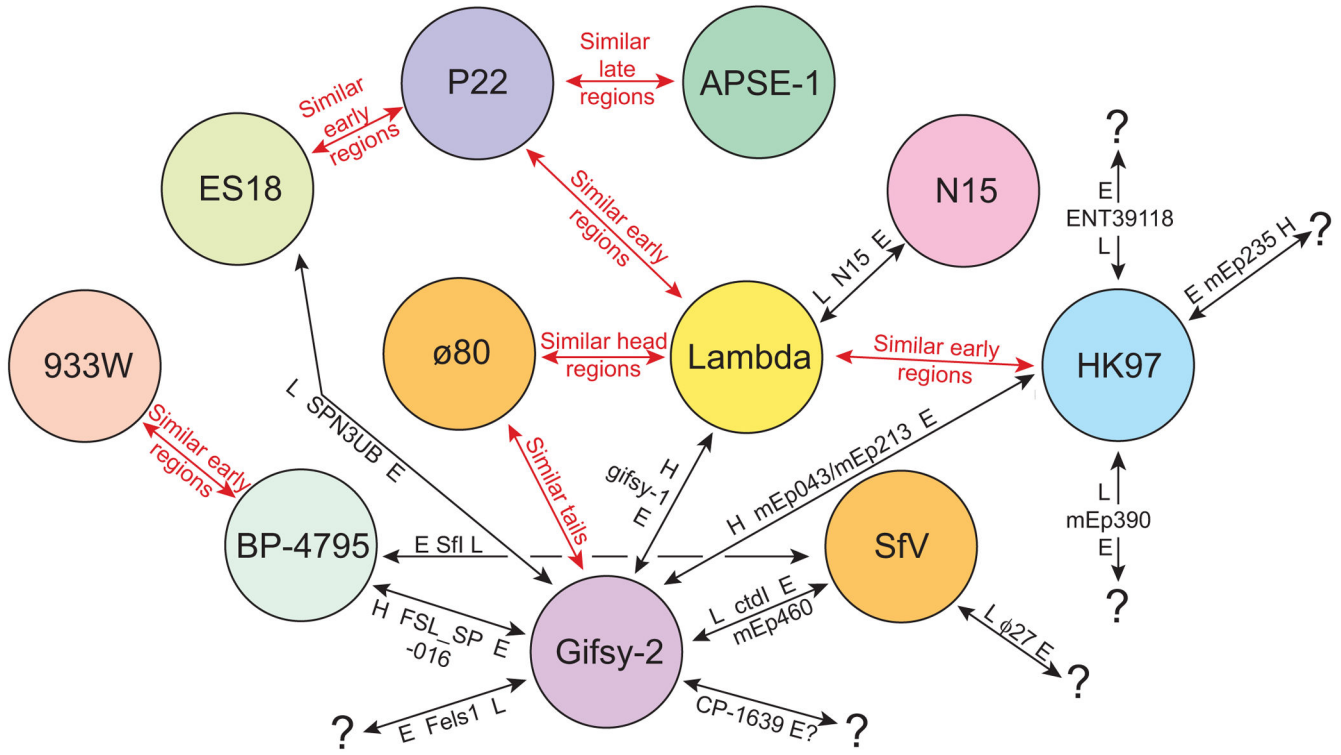 Similar
late
regions
P22
APSE-1
Similar
early
regions
?
ES18
N15
E
ENT39118
L
Similar early
regions
E mEp235 H ?
L N15 E
933W
ø80
Similar head
regions
Lambda
Similar early
regions
HK97
L SPN3UB E
Similar early
regions
Similar tails
H
gifsy-1
E
H mEp043/mEp213 E
L
mEp390
E
?
BP-4795
E SfI L
SfV
H FSL_SP E
-016
Gifsy-2
L ctdI E
mEp460
L ϕ27 E
?
? E Fels1 L
CP-1639 E? ?